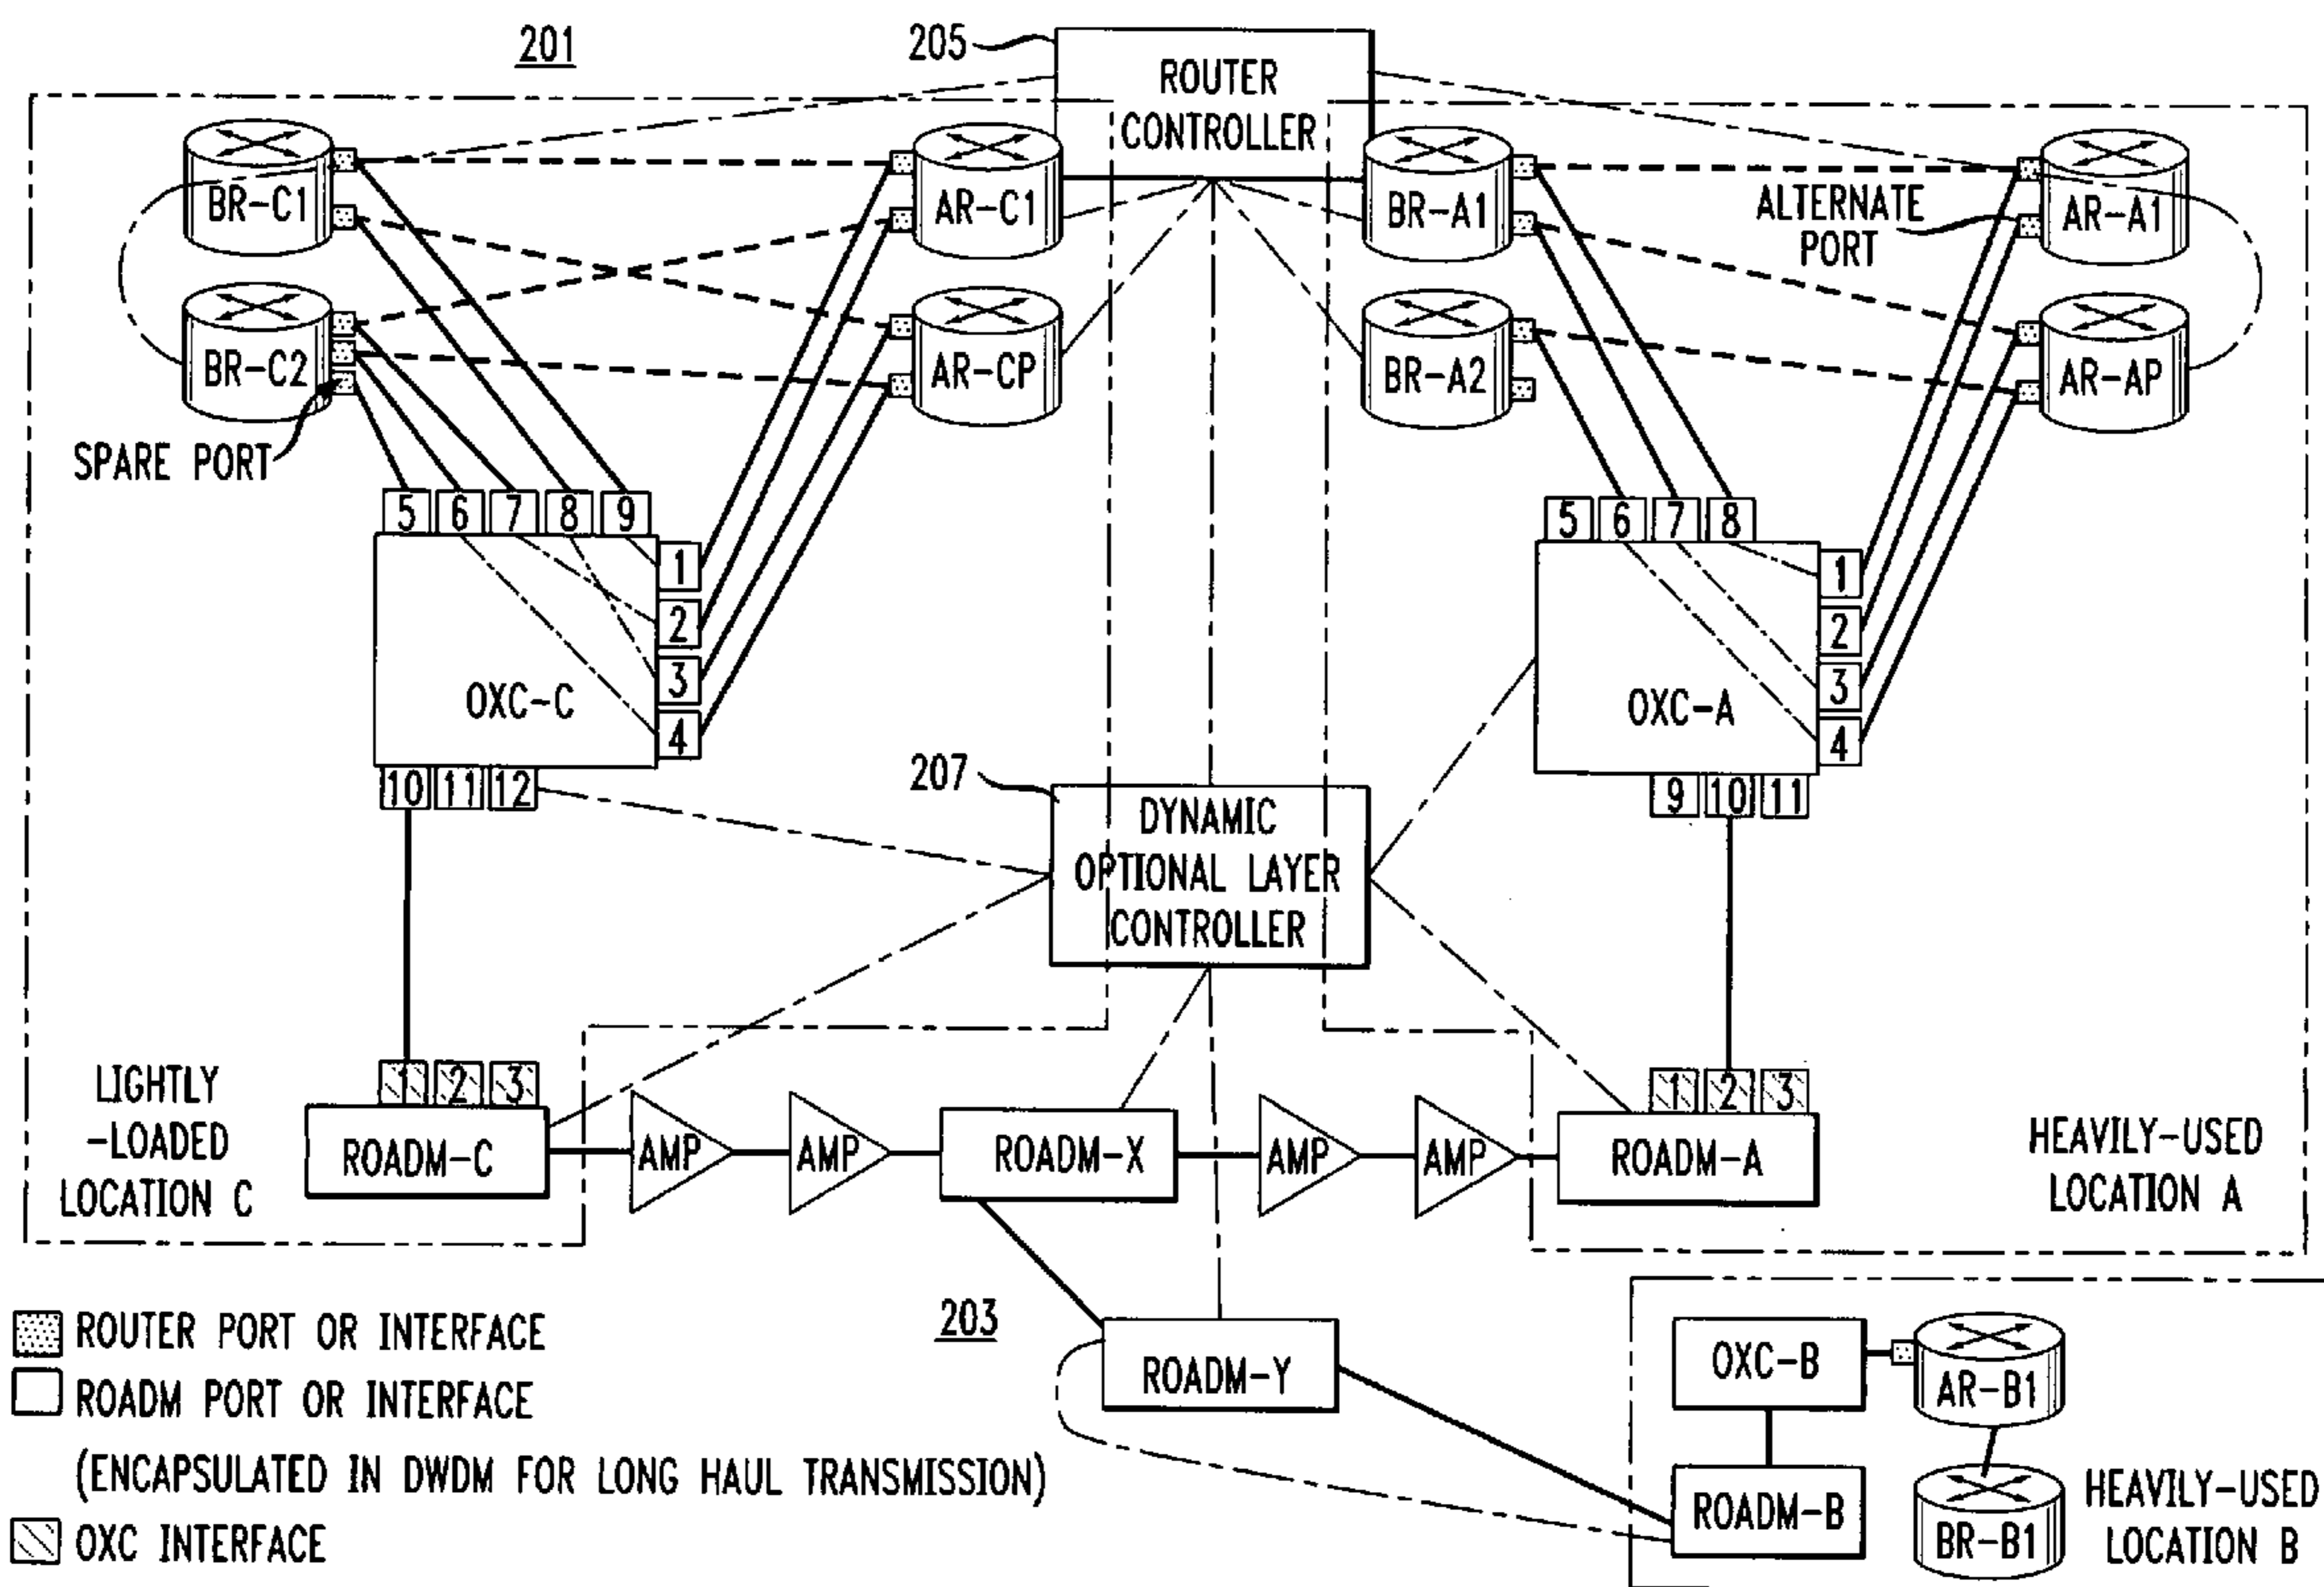 201
205
ROUTER
CONTROLLER
BR-C1
AR-C1
BR-A1
ALTERNATE
PORT
AR-A1
BR-C2
AR-CP
BR-A2
AR-AP
SPARE PORT
5 6 7 8 9
5 6 7 8
1
2
3
4
OXC-C
1
2
3
4
OXC-A
10 11 12
9 10 11
207
DYNAMIC
OPTIONAL LAYER
CONTROLLER
1 2 3
1 2 3
LIGHTLY
-LOADED
LOCATION C
ROADM-C
AMP
AMP
ROADM-X
AMP
AMP
ROADM-A
HEAVILY-USED
LOCATION A
203
ROADM-Y
OXC-B
AR-B1
ROADM-B
BR-B1
HEAVILY-USED
LOCATION B
ROUTER PORT OR INTERFACE
ROADM PORT OR INTERFACE
(ENCAPSULATED IN DWDM FOR LONG HAUL TRANSMISSION)
OXC INTERFACE